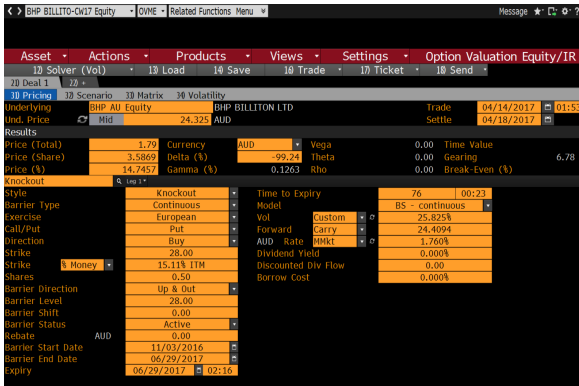 < > BHP BILLITO-CW17 Equity OVME Related Functions Menu Message
Asset Actions Products Views Settings Option Valuation Equity/IR
12) Solver (Vol) 13) Load 14) Save 16) Trade 17) Ticket 18) Send
21) Deal 1 22) +
31) Pricing 32) Scenario 33) Matrix 34) Volatility
Underlying BHP AU Equity BHP BILLITON LTD Trade 04/14/2017 01:53
Und. Price Mid 24.325 AUD Settle 04/18/2017
Results
Price (Total) 1.79 Currency AUD Vega 0.00 Time Value
Price (Share) 3.5869 Delta (%) -99.24 Theta 0.00 Gearing 6.78
Price (%) 14.7457 Gamma (%) 0.1263 Rho 0.00 Break-Even (%)
Knockout Leg 1
Style Knockout Time to Expiry 76 00:23
Barrier Type Continuous Model BS - continuous
Exercise European Vol Custom 25.825%
Call/Put Put Forward Carry 24.4094
Direction Buy AUD Rate MMkt 1.760%
Strike 28.00 Dividend Yield 0.000%
Strike % Money 15.11% ITM Discounted Div Flow 0.00
Shares 0.50 Borrow Cost 0.000%
Barrier Direction Up & Out
Barrier Level 28.00
Barrier Shift 0.00
Barrier Status Active
Rebate AUD 0.00
Barrier Start Date 11/03/2016
Barrier End Date 06/29/2017
Expiry 06/29/2017 02:16